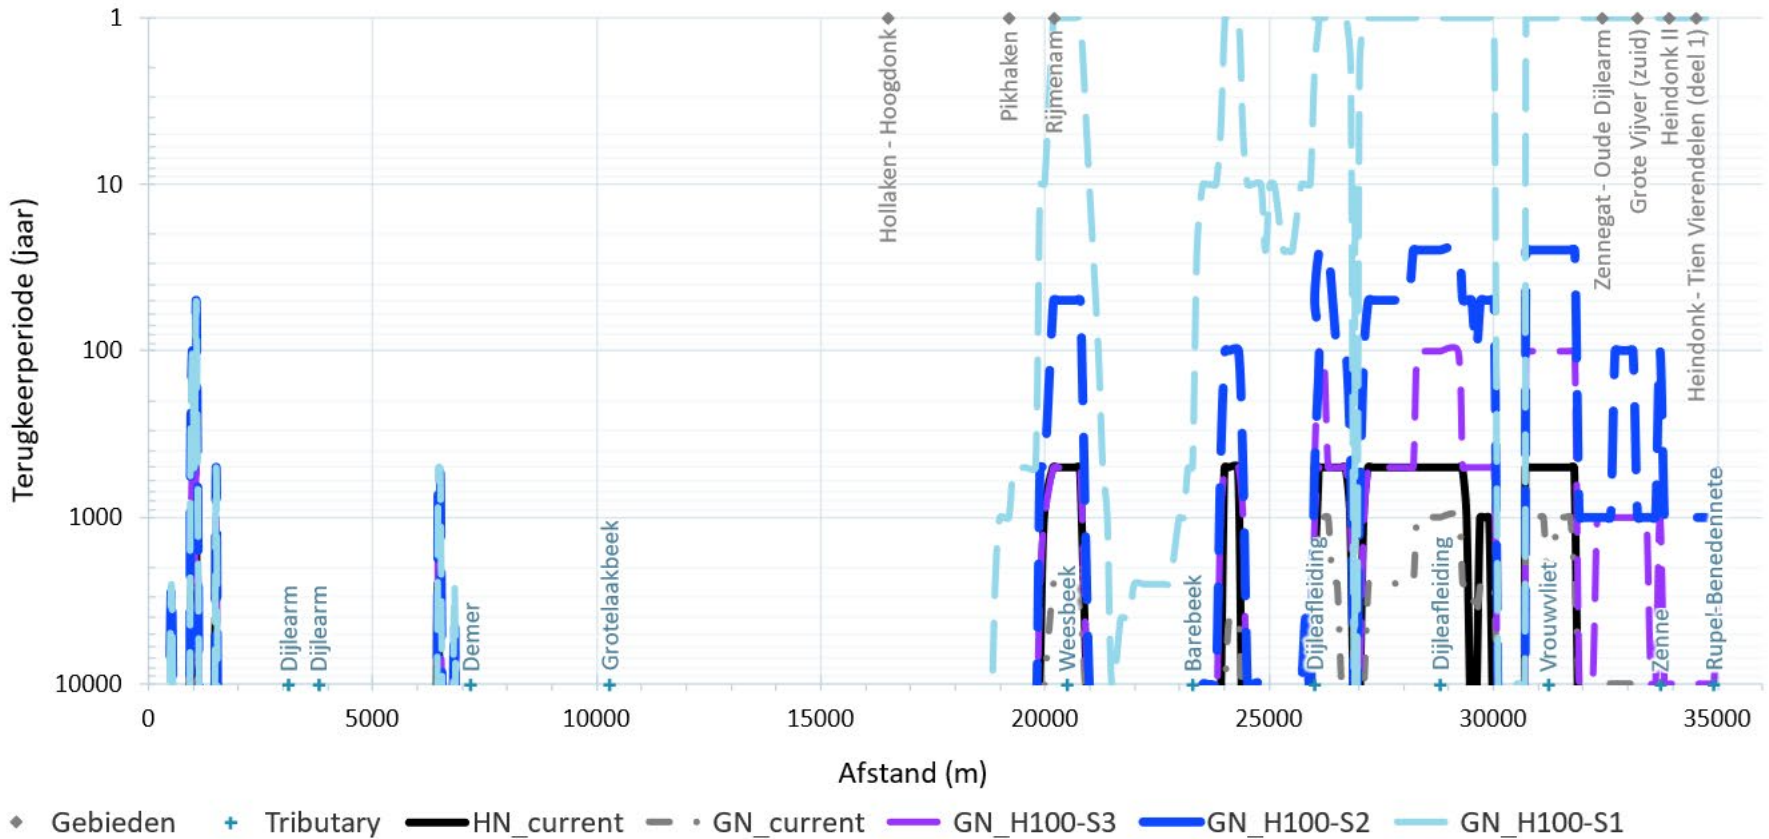 Terugkeerperiode (jaar)
1
10
100
1000
10000
Hollaken - Hoogdonk
Pikhaken
Rijmenam
Zennegat - Oude Dijlearm
Grote Vijver (zuid)
Heindonk II
Heindonk - Tien Vierendelen (deel 1)
Dijlearm
Dijlearm
Demer
Grotelaakbeek
Weesbeek
Barebeek
Dijleafleiding
Dijleafleiding
Vrouwvliet
Zenne
Rupel-Benedennete
0
5000
10000
15000
20000
25000
30000
35000
Afstand (m)
Gebieden
Tributary
HN_current
GN_current
GN_H100-S3
GN_H100-S2
GN_H100-S1